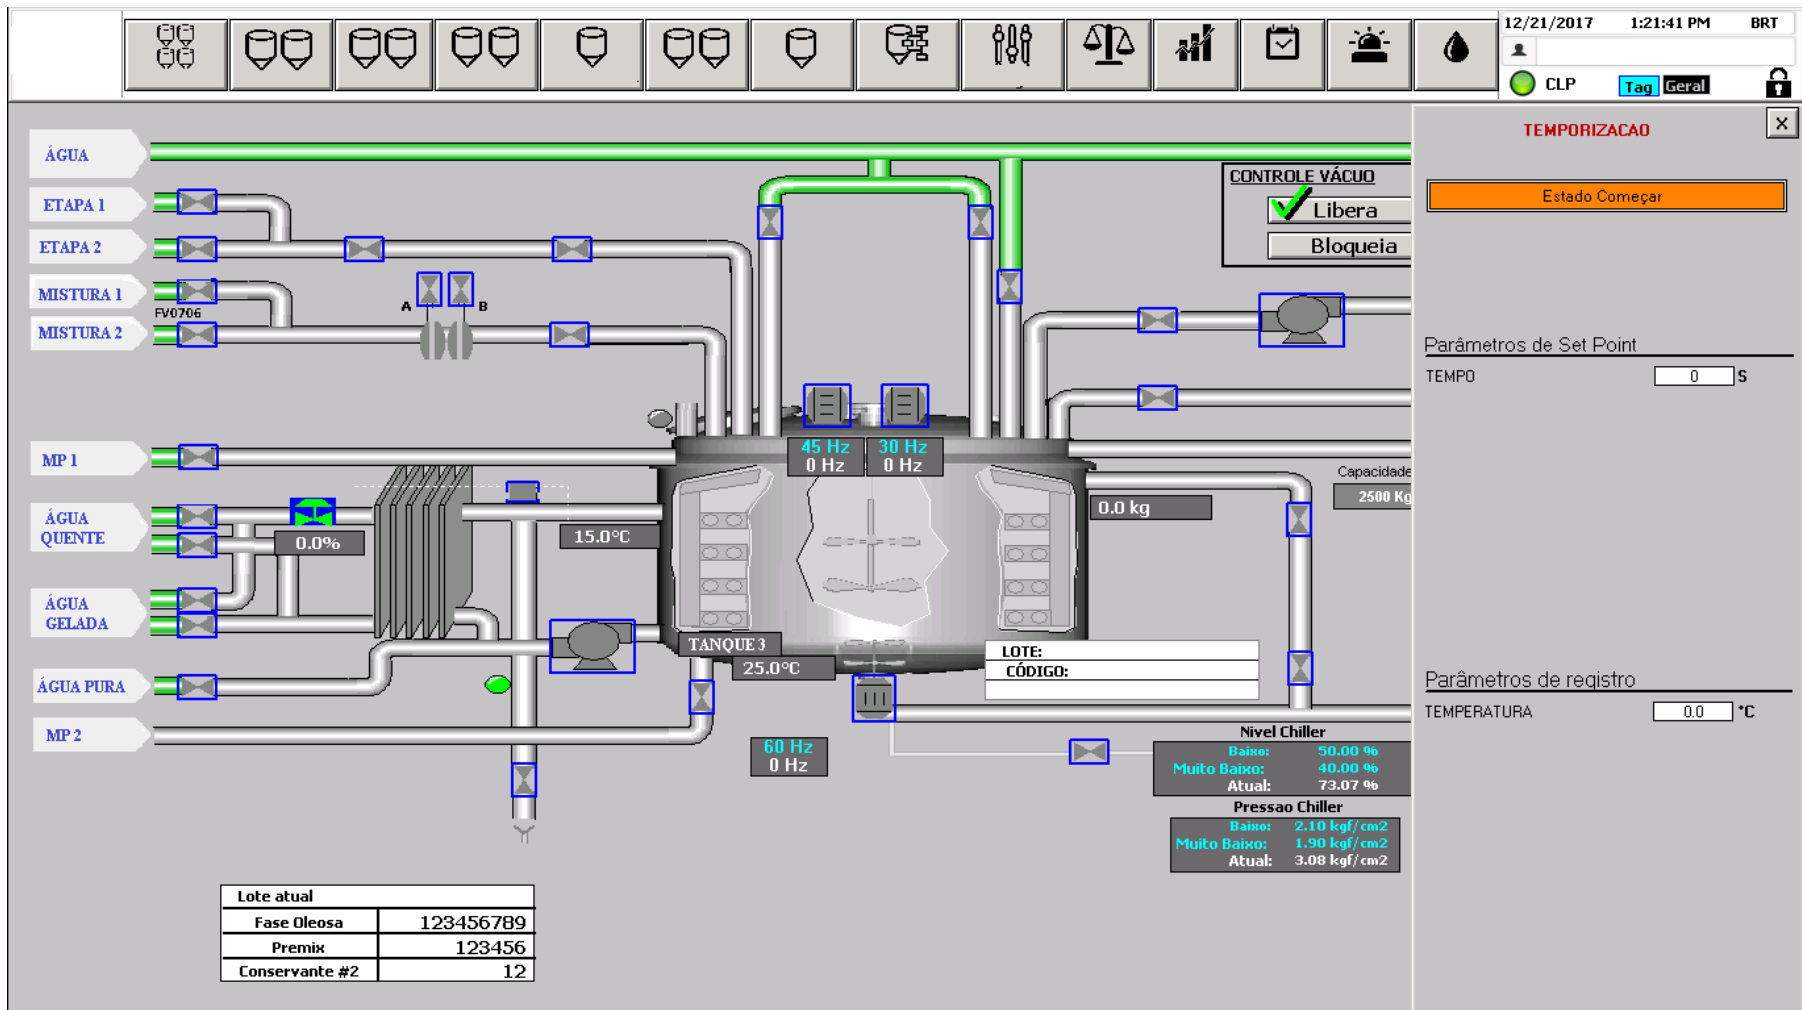 12/21/2017 1:21:41 PM BRT
CLP Tag Geral
TEMPORIZACAO
Estado Começar
Parâmetros de Set Point
TEMPO 0 S
Parâmetros de registro
TEMPERATURA 0.0 °C
ÁGUA
ETAPA 1
ETAPA 2
MISTURA 1
FV0706
MISTURA 2
A B
CONTROLE VÁCUO
Libera
Bloqueia
MP 1
45 Hz 30 Hz
0 Hz 0 Hz
Capacidade
2500 Kg
0.0 kg
ÁGUA
QUENTE
0.0%
15.0°C
ÁGUA
GELADA
TANQUE 3
25.0°C
LOTE:
CÓDIGO:
ÁGUA PURA
MP 2
60 Hz
0 Hz
Nivel Chiller
Baixo: 50.00 %
Muito Baixo: 40.00 %
Atual: 73.07 %
Pressao Chiller
Baixo: 2.10 kgf/cm2
Muito Baixo: 1.90 kgf/cm2
Atual: 3.08 kgf/cm2
Lote atual
Fase Oleosa 123456789
Premix 123456
Conservante #2 12